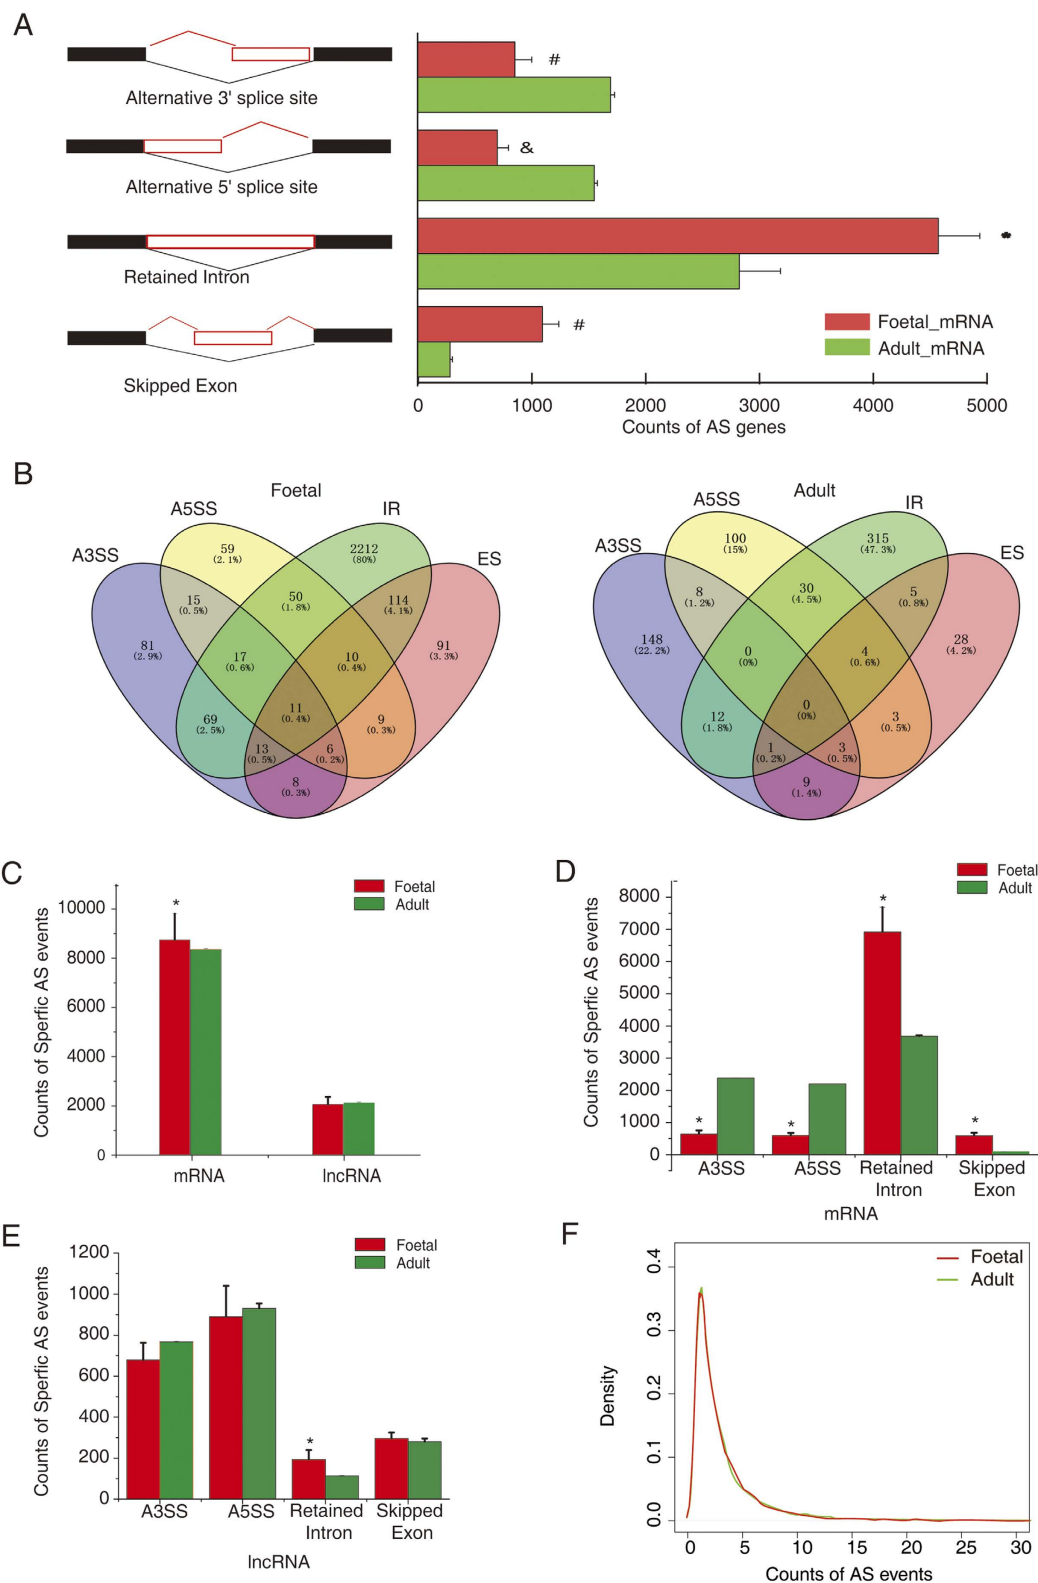 A
Alternative 3' splice site
#
Alternative 5' splice site
&
Retained Intron
*
Skipped Exon
#
Foetal_mRNA
Adult_mRNA
0 1000 2000 3000 4000 5000
Counts of AS genes
B
Foetal
A3SS A5SS IR ES
59
(2.1%)
2212
(80%)
15
(0.5%)
50
(1.8%)
114
(4.1%)
81
(2.9%)
17
(0.6%)
10
(0.4%)
91
(3.3%)
69
(2.5%)
11
(0.4%)
9
(0.3%)
13
(0.5%)
6
(0.2%)
8
(0.3%)
Adult
A3SS A5SS IR ES
100
(15%)
315
(47.3%)
8
(1.2%)
30
(4.5%)
5
(0.8%)
148
(22.2%)
0
(0%)
4
(0.6%)
28
(4.2%)
12
(1.8%)
0
(0%)
3
(0.5%)
1
(0.2%)
3
(0.5%)
9
(1.4%)
C
Foetal
Adult
Counts of Sperfic AS events
10000
8000
6000
4000
2000
0
*
mRNA lncRNA
D
Foetal
Adult
Counts of Sperfic AS events
8000
7000
6000
5000
4000
3000
2000
1000
0
* * * *
A3SS A5SS Retained Skipped
Intron Exon
mRNA
E
Foetal
Adult
Counts of Sperfic AS events
1200
1000
800
600
400
200
0
*
A3SS A5SS Retained Skipped
Intron Exon
lncRNA
F
Foetal
Adult
Density
0.4
0.3
0.2
0.1
0.0
0 5 10 15 20 25 30
Counts of AS events